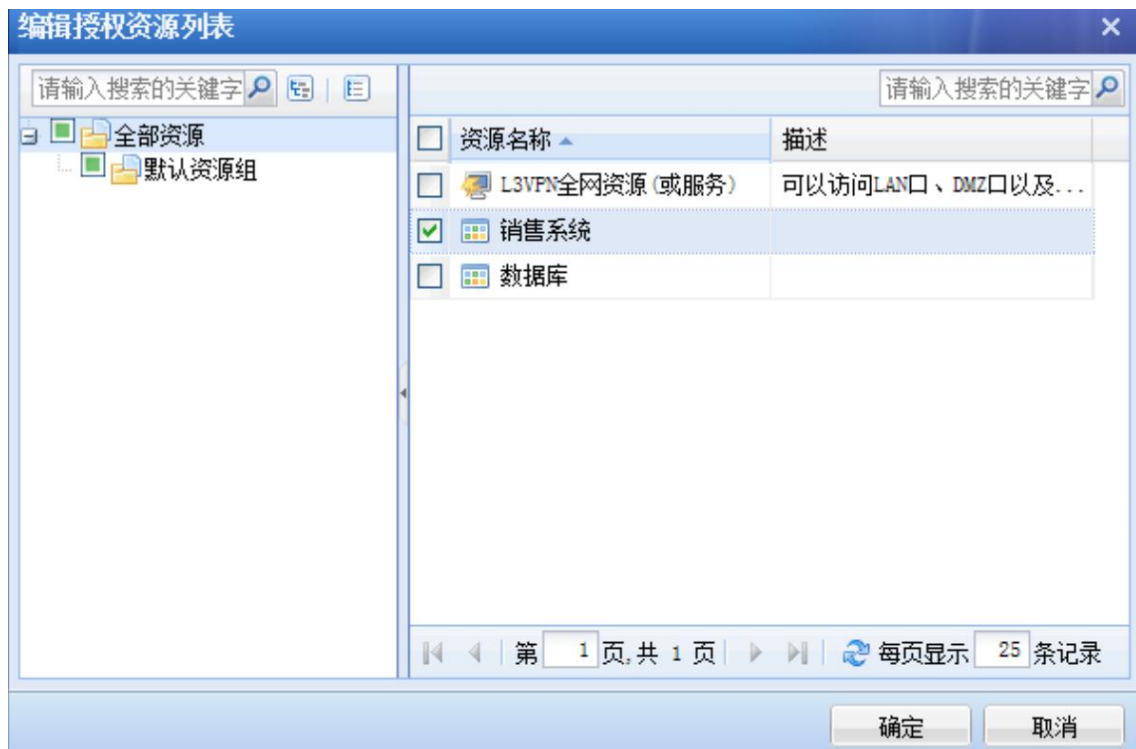 编辑授权资源列表
请输入搜索的关键字
请输入搜索的关键字
全部资源
默认资源组
资源名称 描述
L3VPN全网资源(或服务) 可以访问LAN口、DMZ口以及...
销售系统
数据库
第 1 页,共 1 页 每页显示 25 条记录
确定 取消